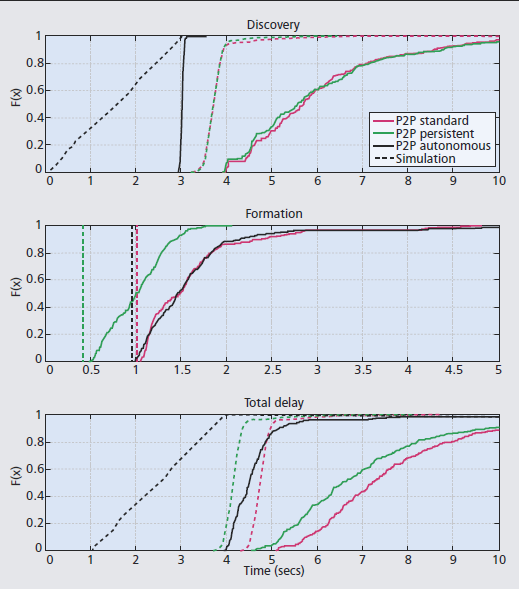 Discovery
1
0.8
0.6
0.4
0.2
0
F(x)
P2P standard
P2P persistent
P2P autonomous
Simulation
0 1 2 3 4 5 6 7 8 9 10
Formation
1
0.8
0.6
0.4
0.2
0
F(x)
0 0.5 1 1.5 2 2.5 3 3.5 4 4.5 5
Total delay
1
0.8
0.6
0.4
0.2
0
F(x)
0 1 2 3 4 5 6 7 8 9 10
Time (secs)